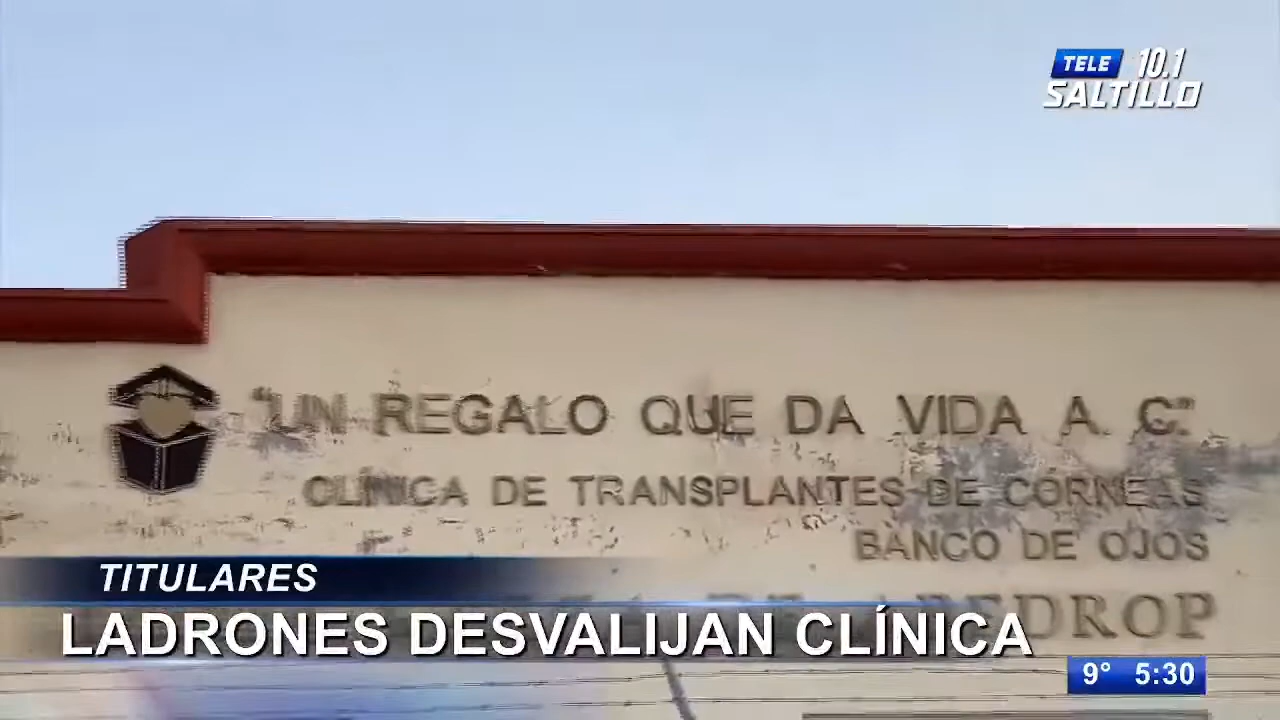 TELE 10.1
SALTILLO
"UN REGALO QUE DA VIDA A. C."
CLÍNICA DE TRANSPLANTES DE CÓRNEAS
BANCO DE OJOS
TITULARES
LADRONES DESVALIJAN CLÍNICA
9° 5:30